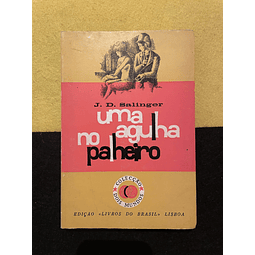 J. D. Salinger
uma
no agulha
palheiro
COLECÇÃO
DOIS MUNDOS
EDIÇÃO «LIVROS DO BRASIL» LISBOA